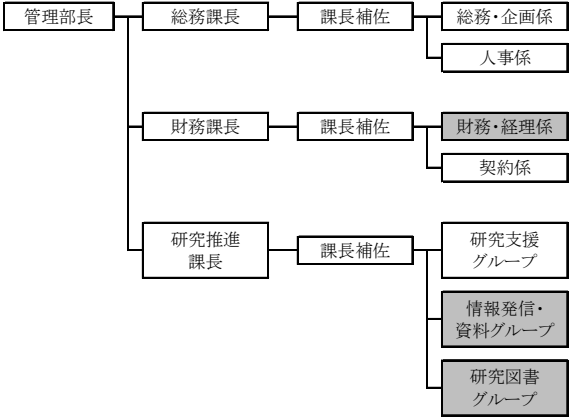 管理部長
総務課長
課長補佐
総務・企画係
人事係
財務課長
課長補佐
財務・経理係
契約係
研究推進
課長
課長補佐
研究支援
グループ
情報発信・
資料グループ
研究図書
グループ